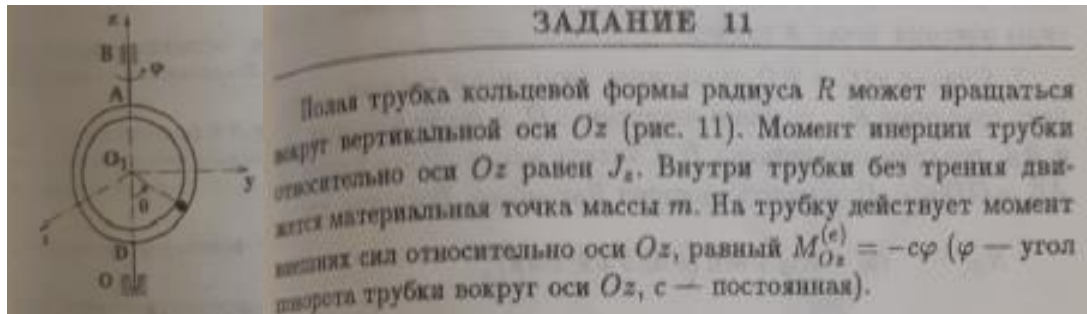 z
B
φ
A
O₁
y
θ
x
D
O
ЗАДАНИЕ 11
Полая трубка кольцевой формы радиуса R может вращаться
вокруг вертикальной оси Oz (рис. 11). Момент инерции трубки
относительно оси Oz равен J_z. Внутри трубки без трения дви-
жется материальная точка массы m. На трубку действует момент
внешних сил относительно оси Oz, равный M_{Oz}^{(e)} = −cφ (φ — угол
поворота трубки вокруг оси Oz, c — постоянная).